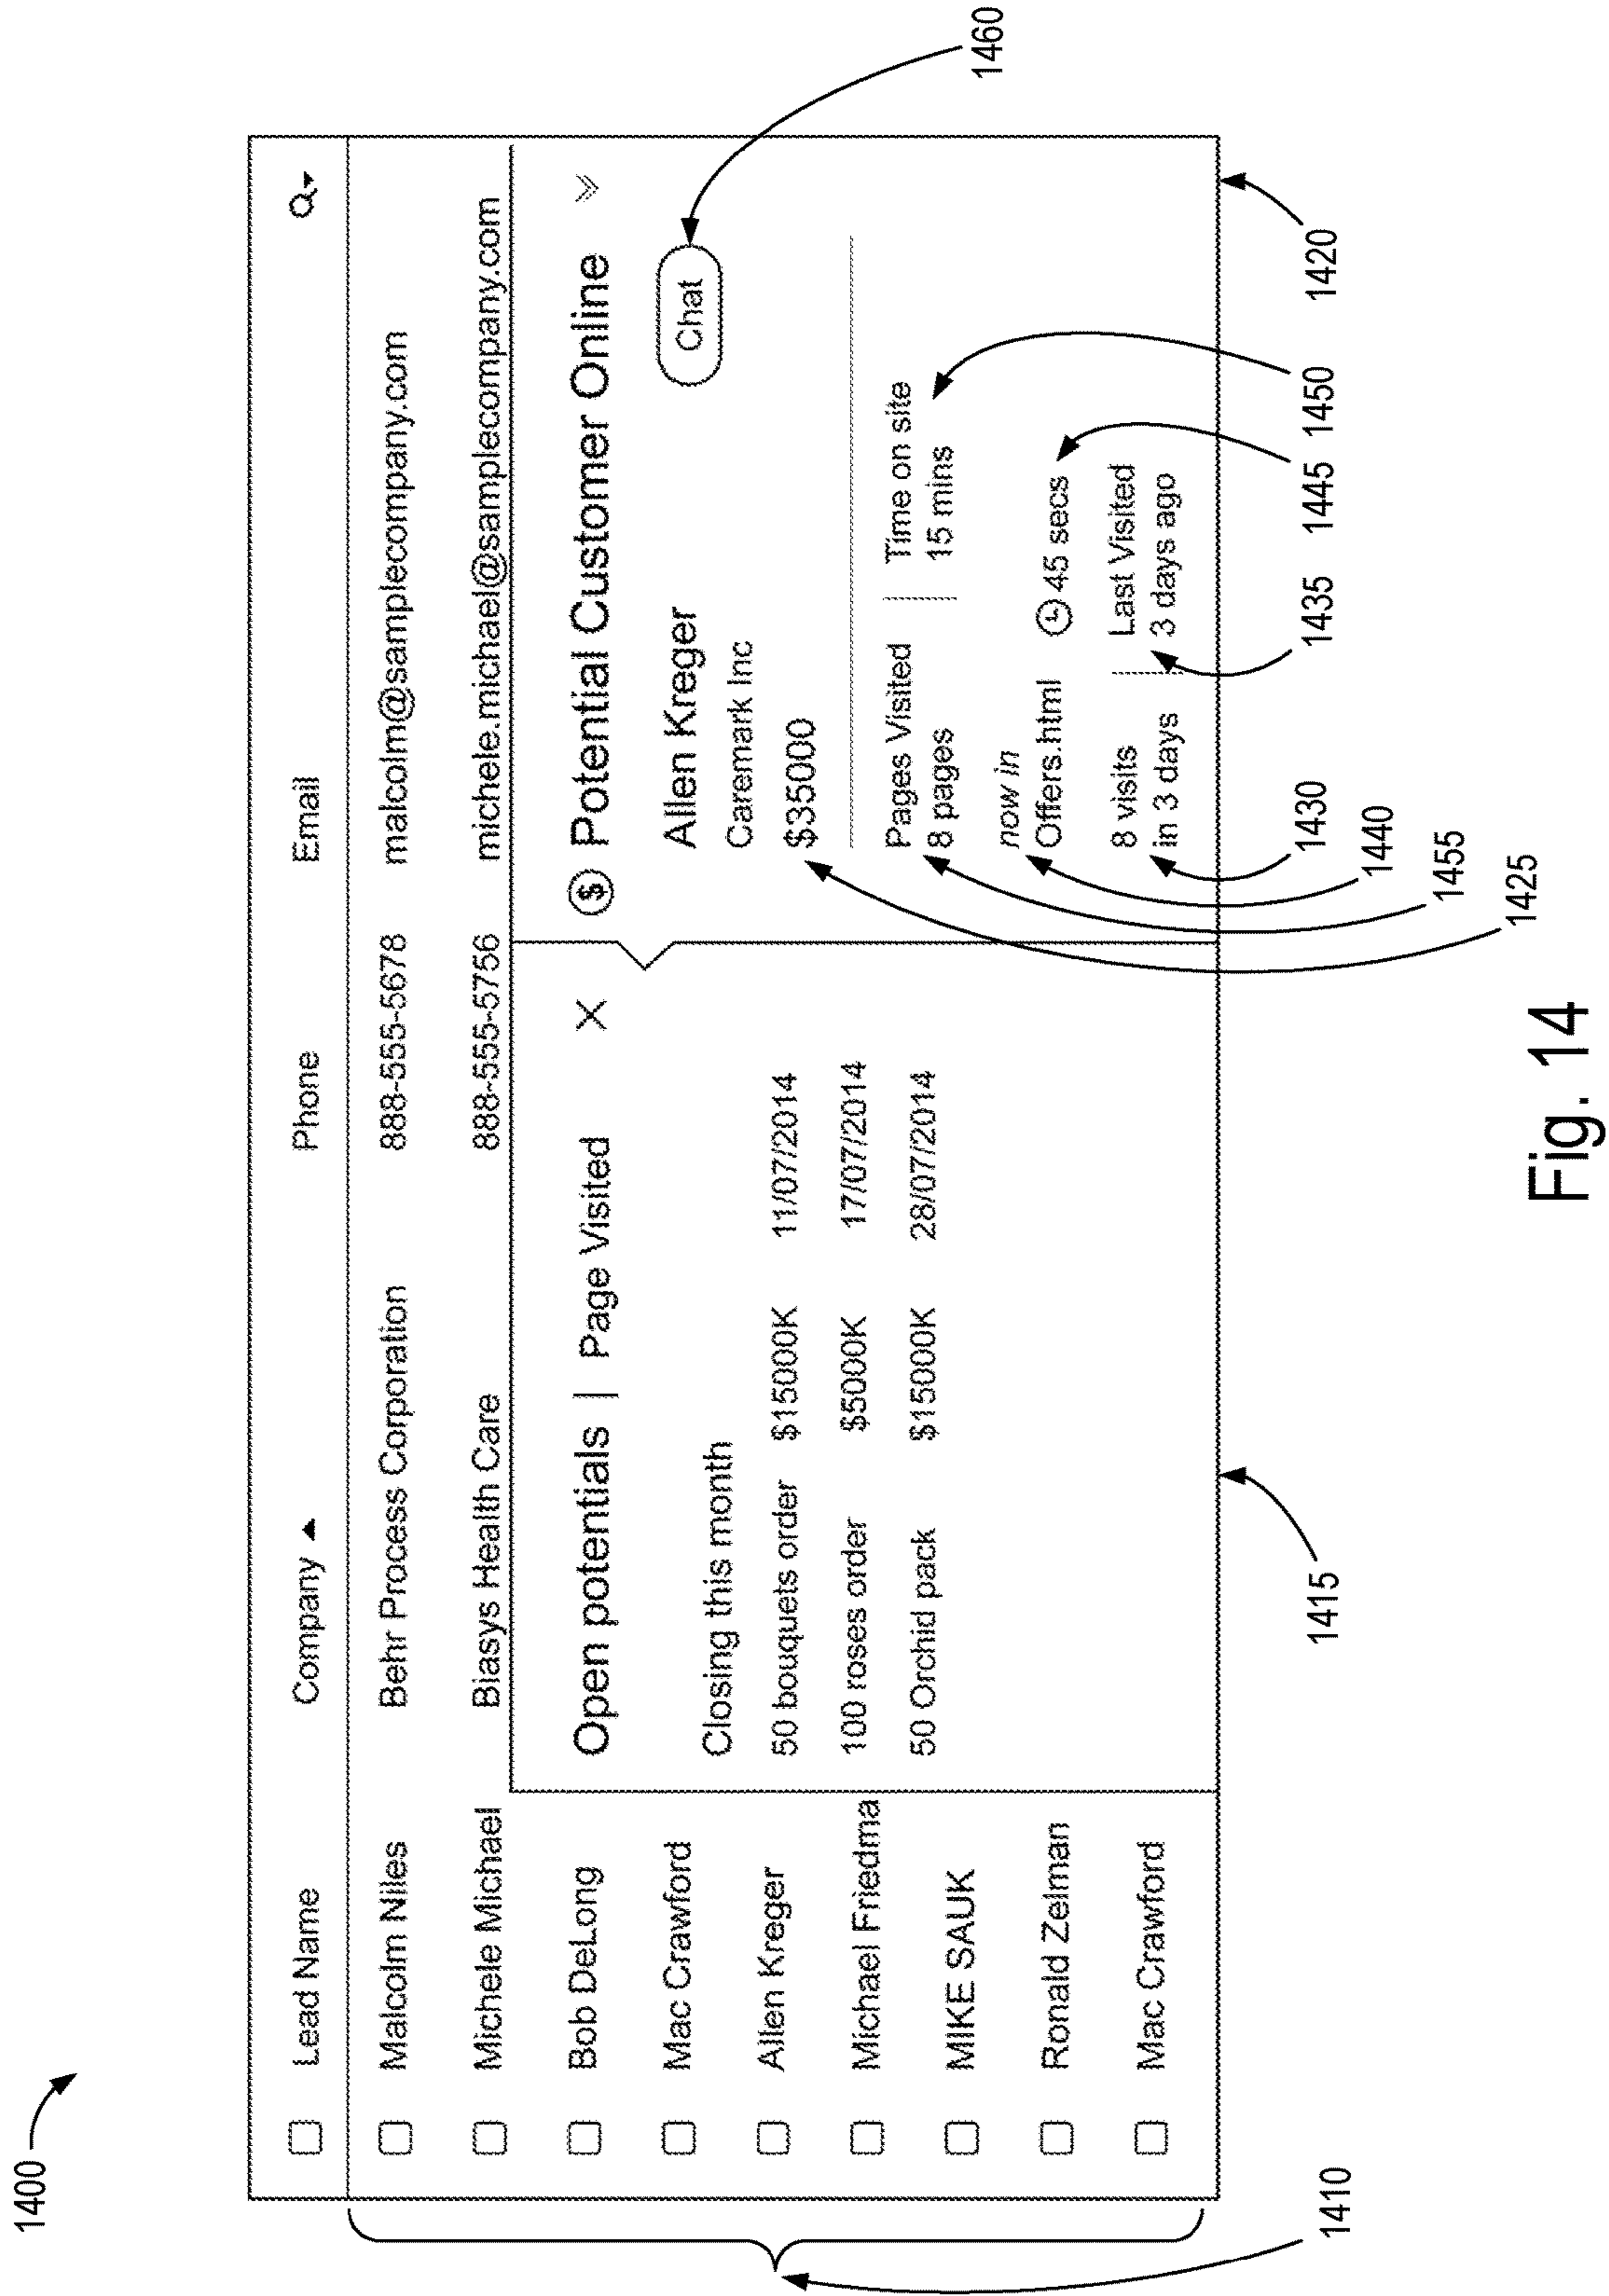 1400
Lead Name Company ▲ Phone Email
Malcolm Niles Behr Process Corporation 888-555-5678 malcolm@samplecompany.com
Michele Michael Biasys Health Care 888-555-5756 michele.michael@samplecompany.com
Bob DeLong
Mac Crawford
Allen Kreger
Michael Friedma
MIKE SAUK
Ronald Zelman
Mac Crawford
Open potentials | Page Visited X
Closing this month
50 bouquets order $15000K 11/07/2014
100 roses order $5000K 17/07/2014
50 Orchid pack $15000K 28/07/2014
$ Potential Customer Online
Allen Kreger
Chat
Caremark Inc
$35000
Pages Visited | Time on site
8 pages 15 mins
now in
Offers.html 45 secs
8 visits | Last Visited
in 3 days 3 days ago
1410
1415
1420
1425
1430
1435
1440
1445
1450
1455
1460
Fig. 14